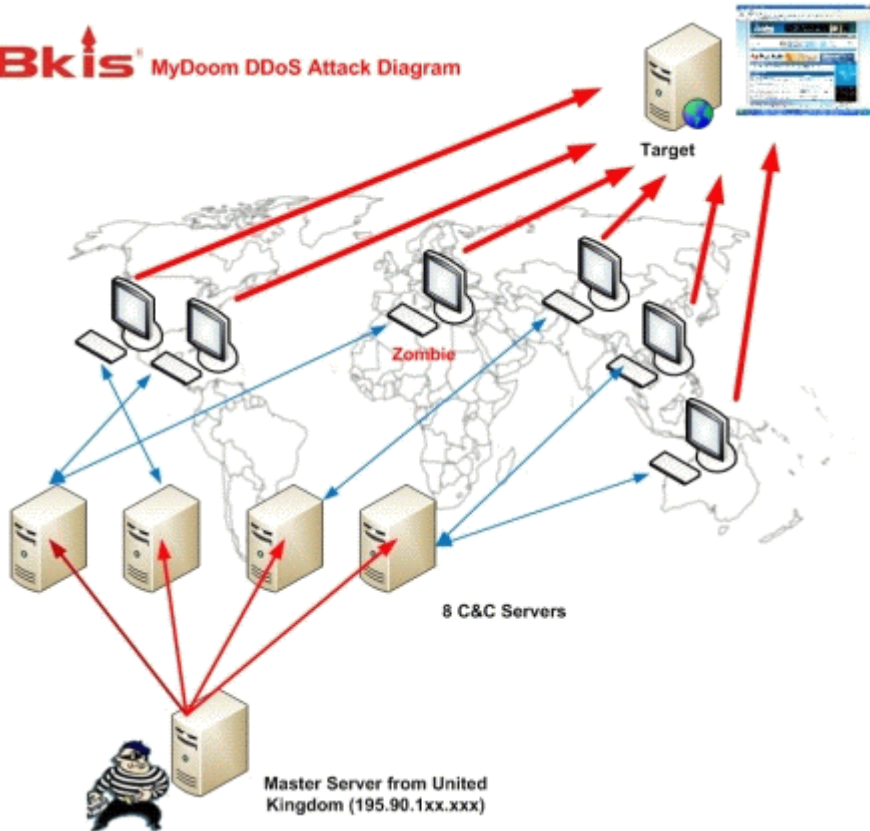 Bkis® MyDoom DDoS Attack Diagram
Target
Zombie
8 C&C Servers
Master Server from United
Kingdom (195.90.1xx.xxx)